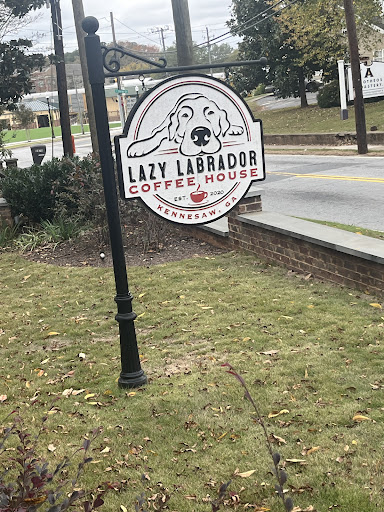 LAZY LABRADOR
COFFEE HOUSE
EST. 2020
KENNESAW, GA
A